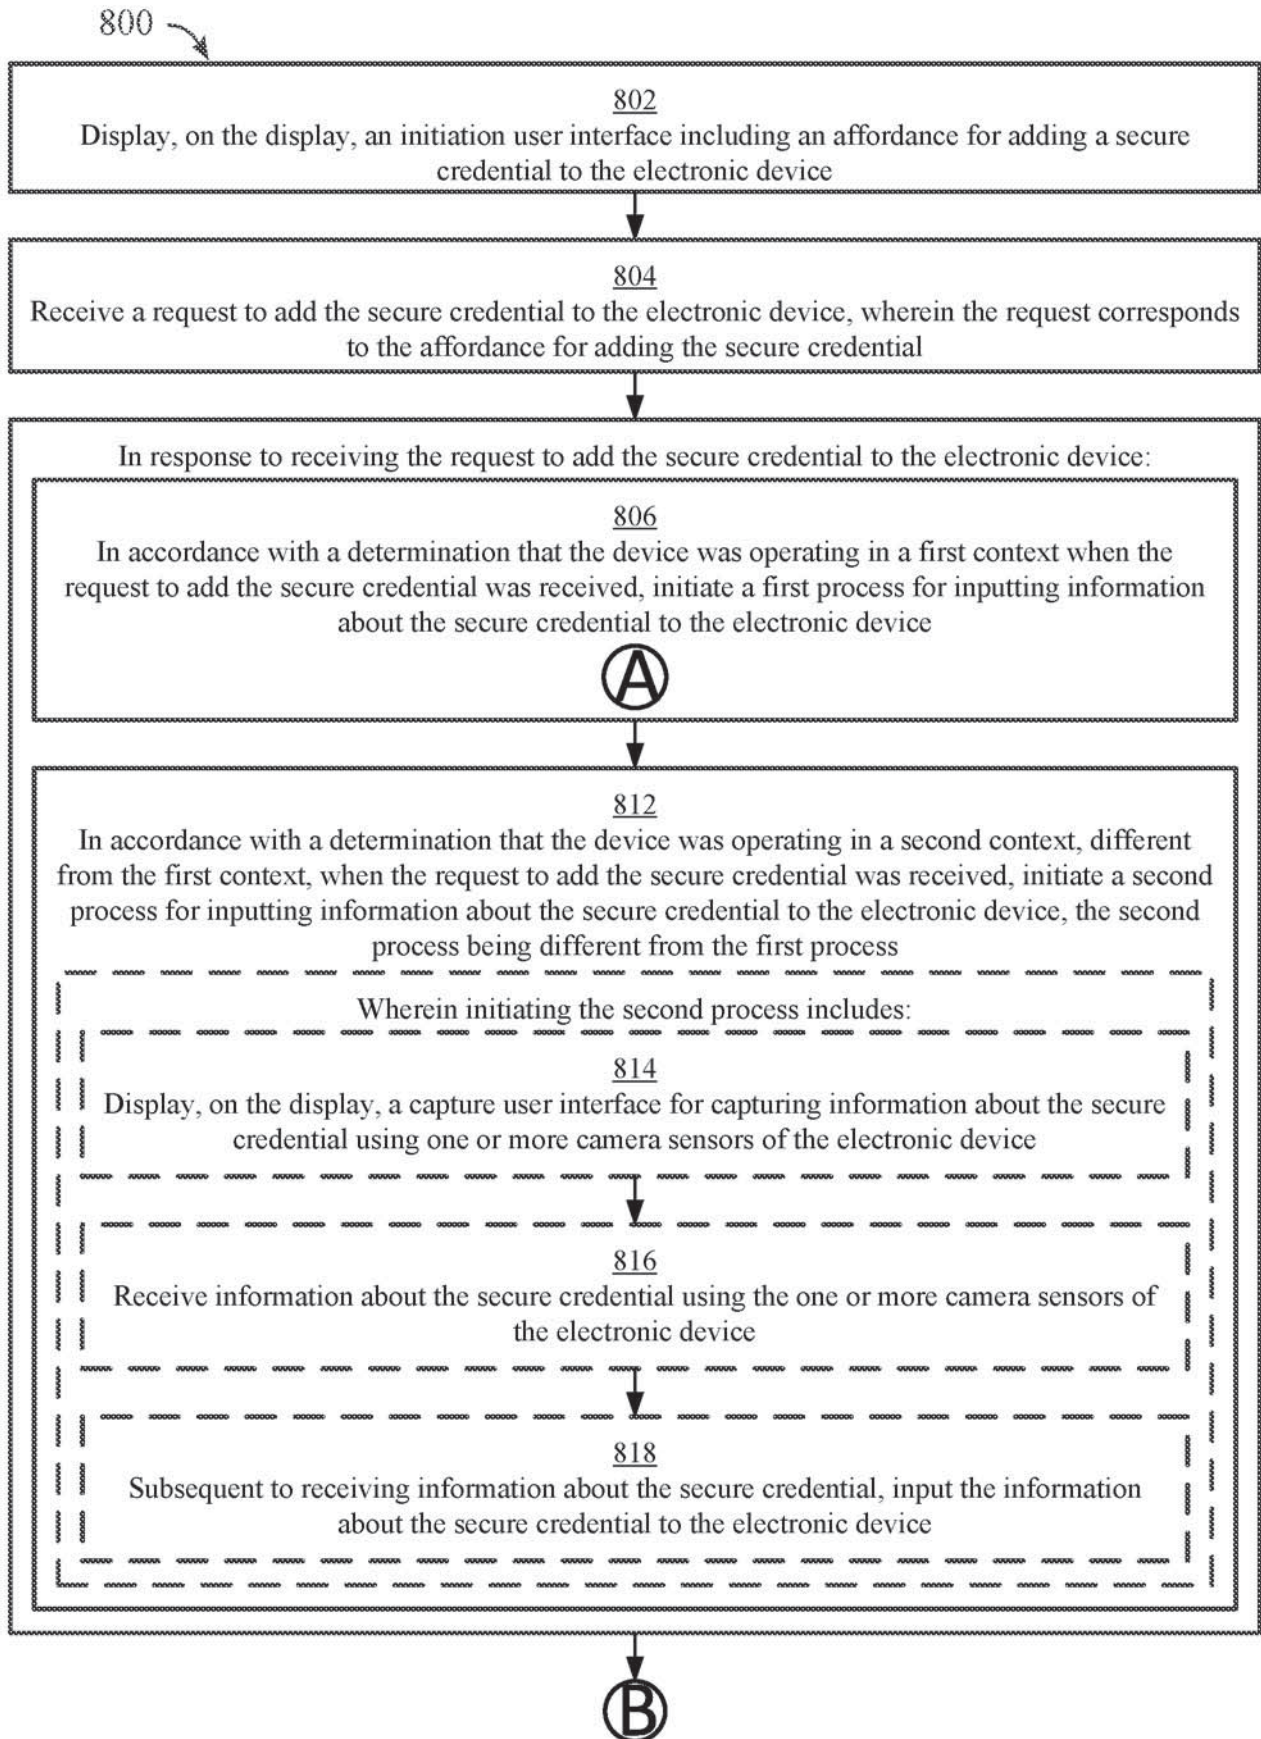 800
802
Display, on the display, an initiation user interface including an affordance for adding a secure
credential to the electronic device
804
Receive a request to add the secure credential to the electronic device, wherein the request corresponds
to the affordance for adding the secure credential
In response to receiving the request to add the secure credential to the electronic device:
806
In accordance with a determination that the device was operating in a first context when the
request to add the secure credential was received, initiate a first process for inputting information
about the secure credential to the electronic device
A
812
In accordance with a determination that the device was operating in a second context, different
from the first context, when the request to add the secure credential was received, initiate a second
process for inputting information about the secure credential to the electronic device, the second
process being different from the first process
Wherein initiating the second process includes:
814
Display, on the display, a capture user interface for capturing information about the secure
credential using one or more camera sensors of the electronic device
816
Receive information about the secure credential using the one or more camera sensors of
the electronic device
818
Subsequent to receiving information about the secure credential, input the information
about the secure credential to the electronic device
B